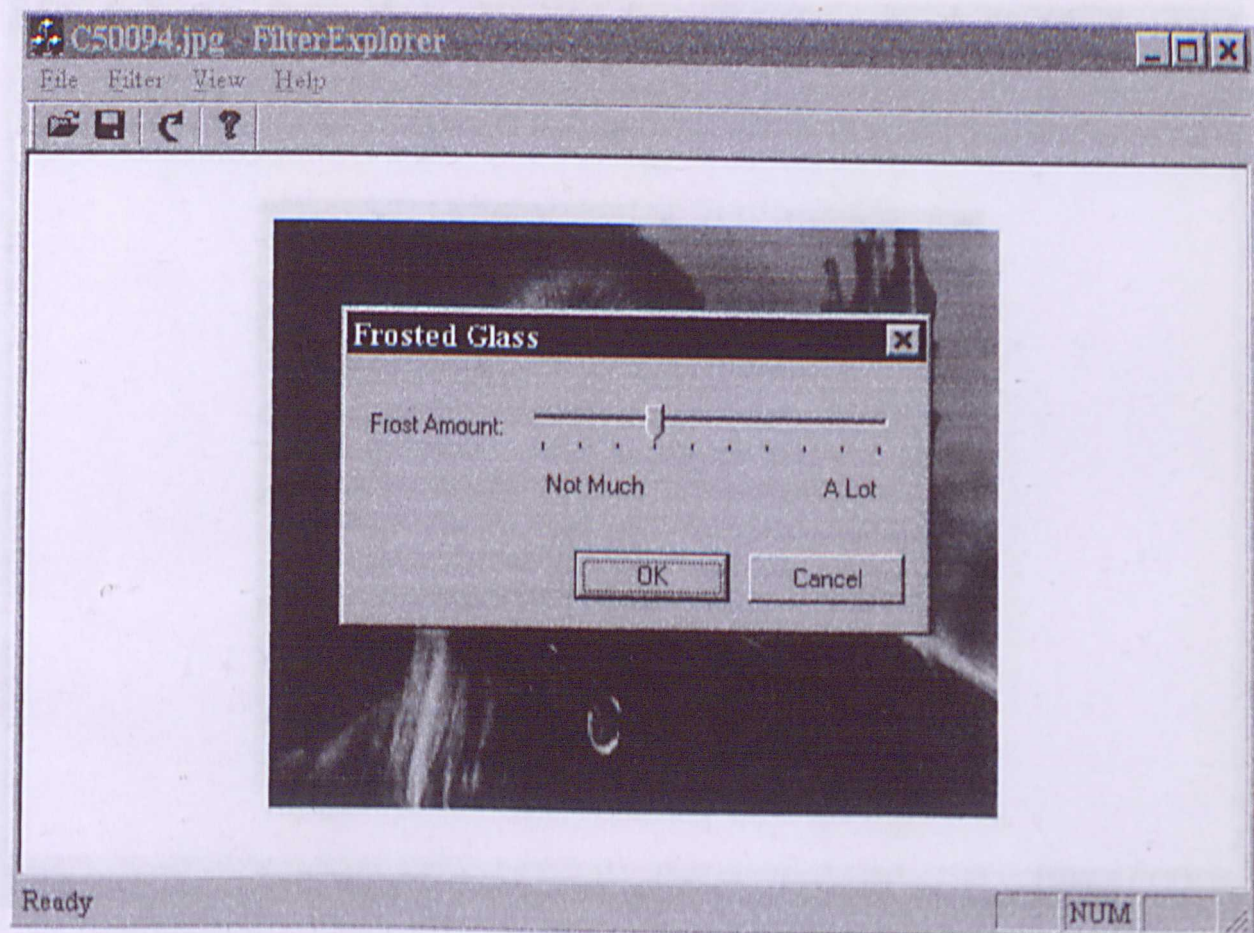 C50094.jpg - FilterExplorer
File Filter View Help
Frosted Glass
Frost Amount:
Not Much A Lot
OK Cancel
Ready NUM